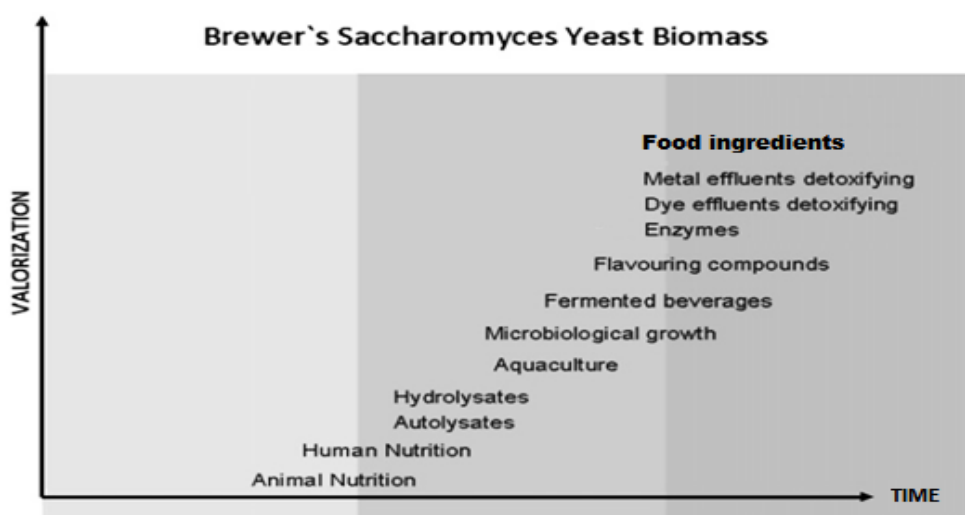 Brewer`s Saccharomyces Yeast Biomass
Food ingredients
Metal effluents detoxifying
Dye effluents detoxifying
Enzymes
Flavouring compounds
Fermented beverages
Microbiological growth
Aquaculture
Hydrolysates
Autolysates
Human Nutrition
Animal Nutrition
VALORIZATION
TIME